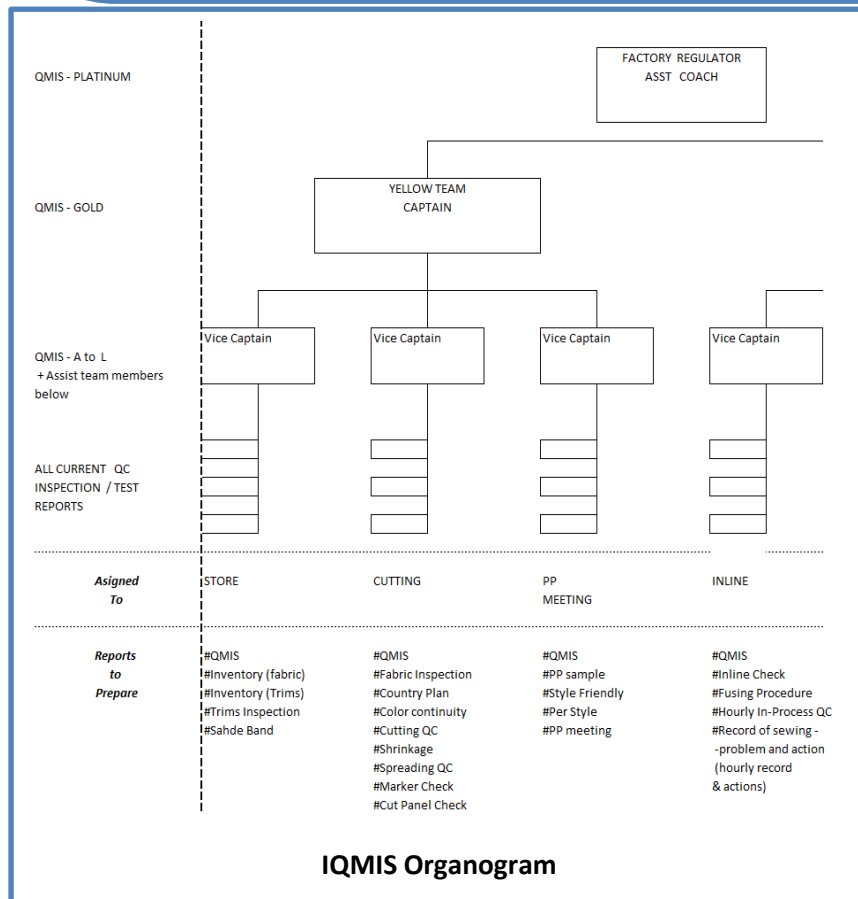 FACTORY REGULATOR
ASST COACH
QMIS - PLATINUM
YELLOW TEAM
CAPTAIN
QMIS - GOLD
Vice Captain
Vice Captain
Vice Captain
Vice Captain
QMIS - A to L
+ Assist team members
below
ALL CURRENT QC
INSPECTION / TEST
REPORTS
Asigned
To
STORE
CUTTING
PP
MEETING
INLINE
Reports
to
Prepare
#QMIS
#Inventory (fabric)
#Inventory (Trims)
#Trims Inspection
#Sahde Band
#QMIS
#Fabric Inspection
#Country Plan
#Color continuity
#Cutting QC
#Shrinkage
#Spreading QC
#Marker Check
#Cut Panel Check
#QMIS
#PP sample
#Style Friendly
#Per Style
#PP meeting
#QMIS
#Inline Check
#Fusing Procedure
#Hourly In-Process QC
#Record of sewing -
-problem and action
(hourly record
& actions)
IQMIS Organogram